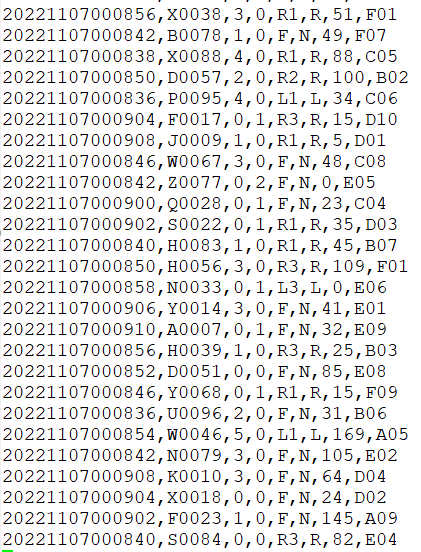 20221107000856,X0038,3,0,R1,R,51,F01
20221107000842,B0078,1,0,F,N,49,F07
20221107000838,X0088,4,0,R1,R,88,C05
20221107000850,D0057,2,0,R2,R,100,B02
20221107000836,P0095,4,0,L1,L,34,C06
20221107000904,F0017,0,1,R3,R,15,D10
20221107000908,J0009,1,0,R1,R,5,D01
20221107000846,W0067,3,0,F,N,48,C08
20221107000842,Z0077,0,2,F,N,0,E05
20221107000900,Q0028,0,1,F,N,23,C04
20221107000902,S0022,0,1,R1,R,35,D03
20221107000840,H0083,1,0,R1,R,45,B07
20221107000850,H0056,3,0,R3,R,109,F01
20221107000858,N0033,0,1,L3,L,0,E06
20221107000906,Y0014,3,0,F,N,41,E01
20221107000910,A0007,0,1,F,N,32,E09
20221107000856,H0039,1,0,R3,R,25,B03
20221107000852,D0051,0,0,F,N,85,E08
20221107000846,Y0068,0,1,R1,R,15,F09
20221107000836,U0096,2,0,F,N,31,B06
20221107000854,W0046,5,0,L1,L,169,A05
20221107000842,N0079,3,0,F,N,105,E02
20221107000908,K0010,3,0,F,N,64,D04
20221107000904,X0018,0,0,F,N,24,D02
20221107000902,F0023,1,0,F,N,145,A09
20221107000840,S0084,0,0,R3,R,82,E04